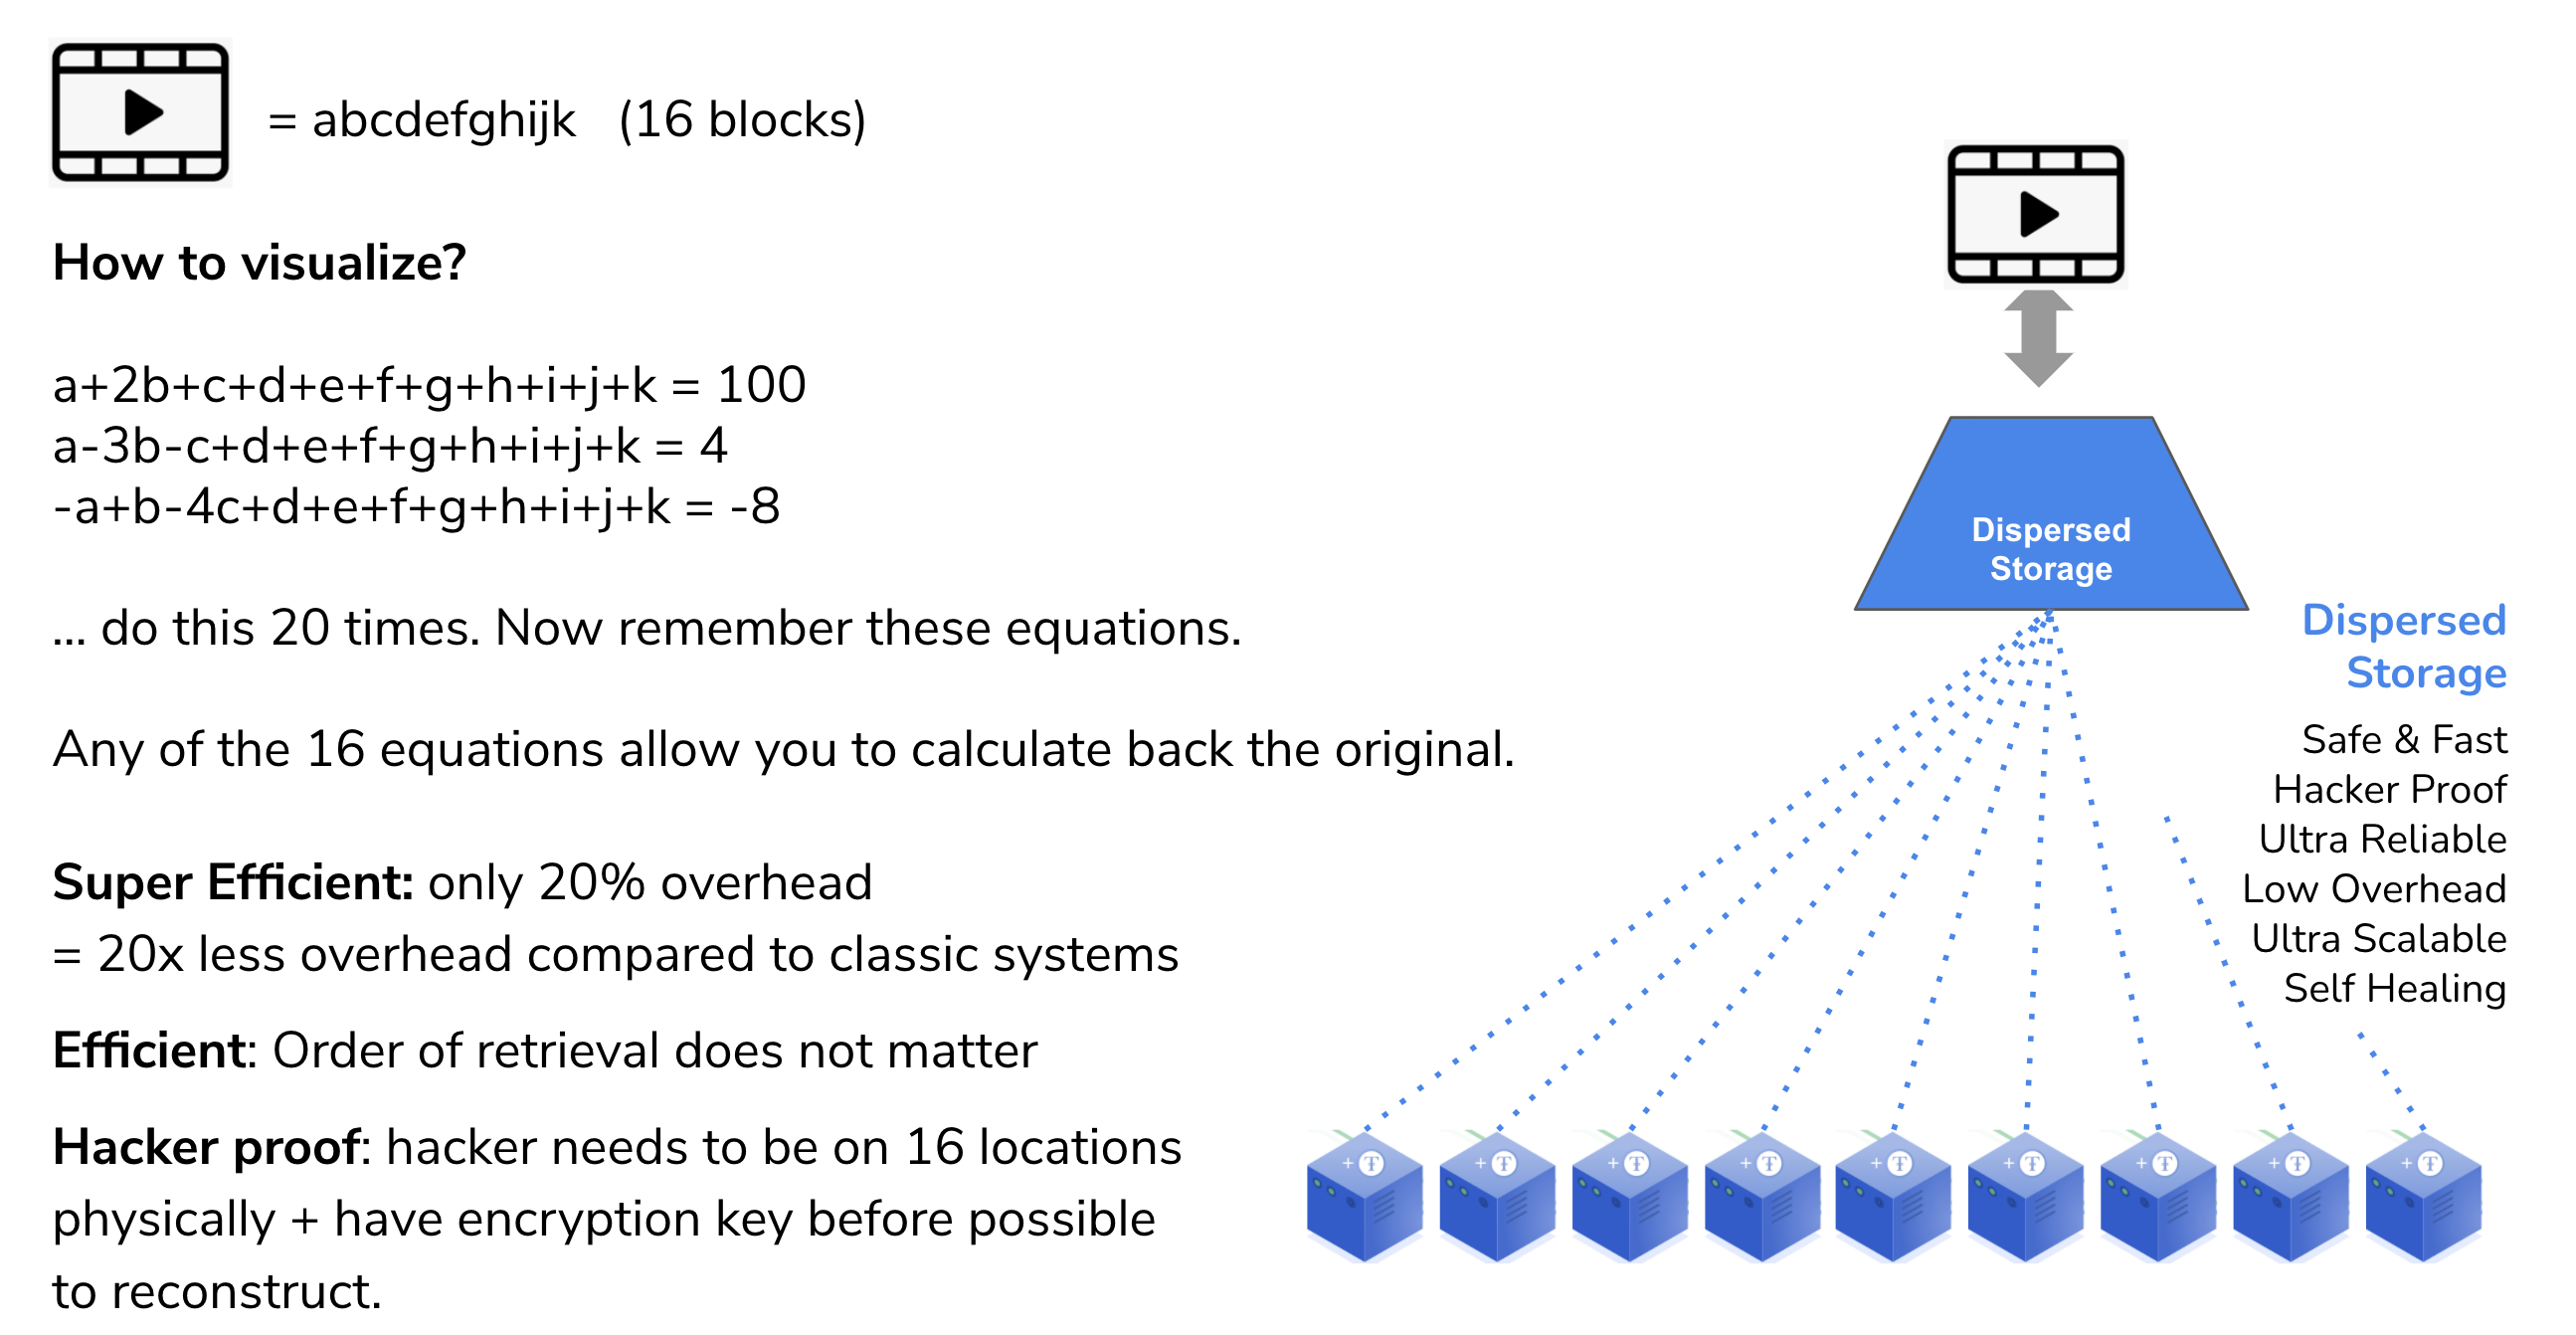 = abcdefghijk (16 blocks)
How to visualize?
a+2b+c+d+e+f+g+h+i+j+k = 100
a-3b-c+d+e+f+g+h+i+j+k = 4
-a+b-4c+d+e+f+g+h+i+j+k = -8
... do this 20 times. Now remember these equations.
Any of the 16 equations allow you to calculate back the original.
Super Efficient: only 20% overhead
= 20x less overhead compared to classic systems
Efficient: Order of retrieval does not matter
Hacker proof: hacker needs to be on 16 locations
physically + have encryption key before possible
to reconstruct.
Dispersed
Storage
Dispersed
Storage
Safe & Fast
Hacker Proof
Ultra Reliable
Low Overhead
Ultra Scalable
Self Healing